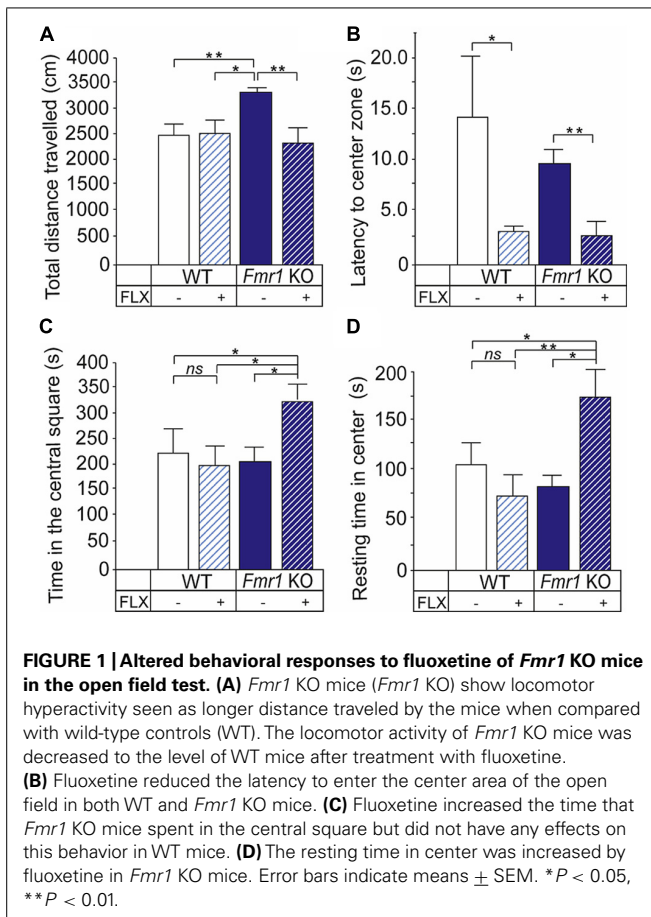 A
B
Total distance travelled (cm)
4000
3500
3000
2500
2000
1500
1000
500
0
** * **
WT Fmr1 KO
FLX - + - +
Latency to center zone (s)
20.0
15.0
10.0
5.0
0
* **
WT Fmr1 KO
FLX - + - +
C
D
Time in the central square (s)
400
350
300
250
200
150
100
50
0
*
ns * *
WT Fmr1 KO
FLX - + - +
Resting time in center (s)
200
150
100
50
0
*
ns ** *
WT Fmr1 KO
FLX - + - +
FIGURE 1 | Altered behavioral responses to fluoxetine of Fmr1 KO mice
in the open field test. (A) Fmr1 KO mice (Fmr1 KO) show locomotor
hyperactivity seen as longer distance traveled by the mice when compared
with wild-type controls (WT). The locomotor activity of Fmr1 KO mice was
decreased to the level of WT mice after treatment with fluoxetine.
(B) Fluoxetine reduced the latency to enter the center area of the open
field in both WT and Fmr1 KO mice. (C) Fluoxetine increased the time that
Fmr1 KO mice spent in the central square but did not have any effects on
this behavior in WT mice. (D) The resting time in center was increased by
fluoxetine in Fmr1 KO mice. Error bars indicate means ± SEM. *P < 0.05,
**P < 0.01.